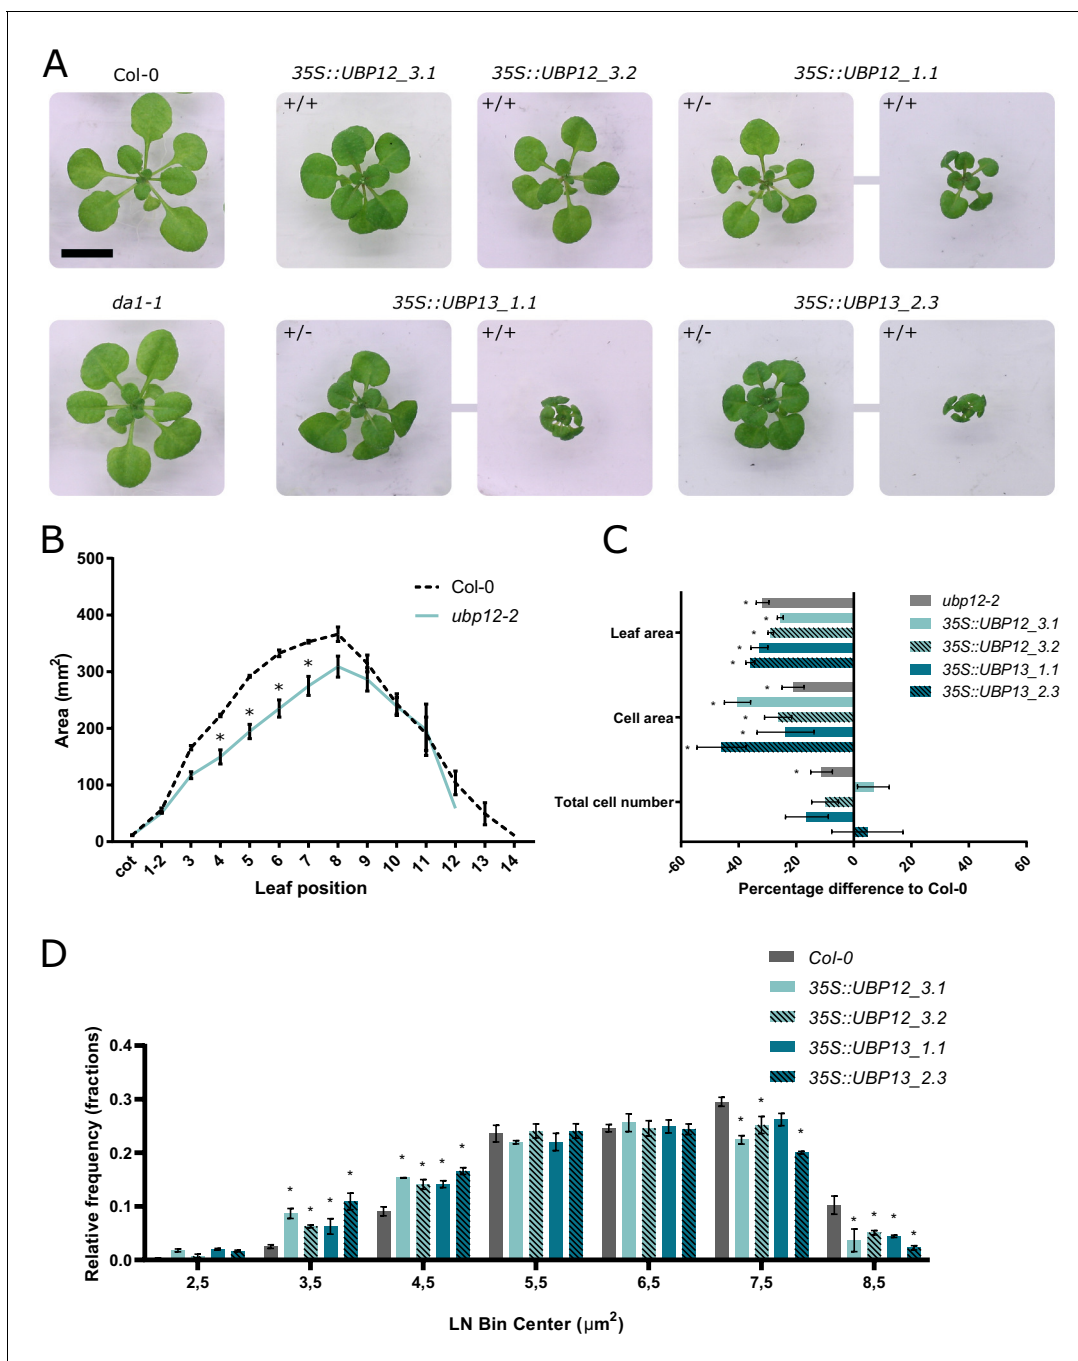 A
Col-0
35S::UBP12_3.1
35S::UBP12_3.2
35S::UBP12_1.1
+/+
+/+
+/-
+/+
da1-1
35S::UBP13_1.1
35S::UBP13_2.3
+/-
+/+
+/-
+/+
B
500
400
300
200
100
0
Area (mm²)
Col-0
ubp12-2
*
*
*
*
cot
1-2
3
4
5
6
7
8
9
10
11
12
13
14
Leaf position
C
Leaf area
Cell area
Total cell number
*
*
*
*
*
*
*
*
*
*
*
ubp12-2
35S::UBP12_3.1
35S::UBP12_3.2
35S::UBP13_1.1
35S::UBP13_2.3
-60
-40
-20
0
20
40
60
Percentage difference to Col-0
D
Col-0
35S::UBP12_3.1
35S::UBP12_3.2
35S::UBP13_1.1
35S::UBP13_2.3
Relative frequency (fractions)
0.4
0.3
0.2
0.1
0.0
* * * *
* * * *
* * *
* * * *
2,5
3,5
4,5
5,5
6,5
7,5
8,5
LN Bin Center (μm²)